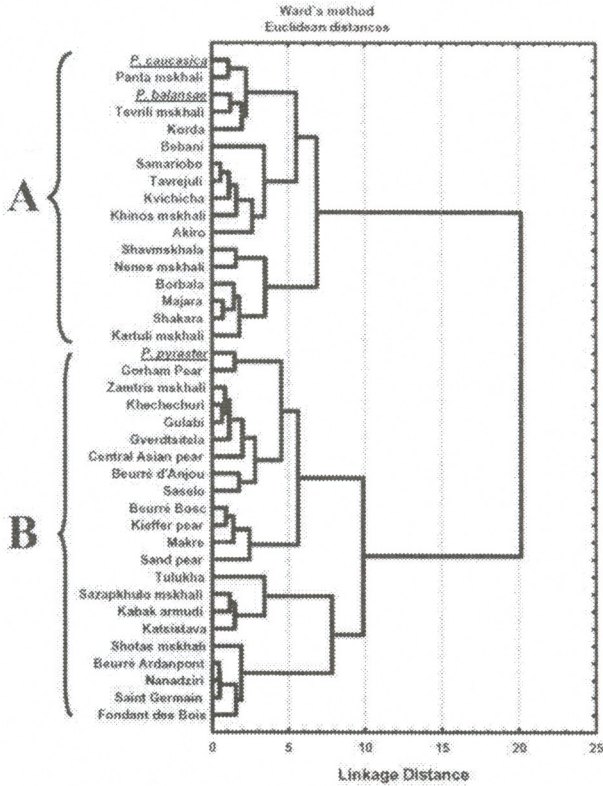 Ward`s method
Euclidean distances
P. caucasica
Panta mskhali
P. balansae
Tsvrili mskhali
Korda
Bebani
Samariobo
Tavrejuli
Kvichicha
Khinos mskhali
Akiro
Shavmskhala
Nenes mskhali
Borbala
Majara
Shakara
Kartuli mskhali
P. pyraster
Gorham Pear
Zamtris mskhali
Khechechuri
Gulabi
Gverdtsitela
Central Asian pear
Beurré d'Anjou
Saselo
Beurré Bosc
Kieffer pear
Makre
Sand pear
Tulukha
Sazapkhulo mskhali
Kabak armudi
Katsistava
Shotas mskhali
Beurré Ardanpont
Nanadziri
Saint Germain
Fondant des Bois
A
B
0 5 10 15 20 25
Linkage Distance